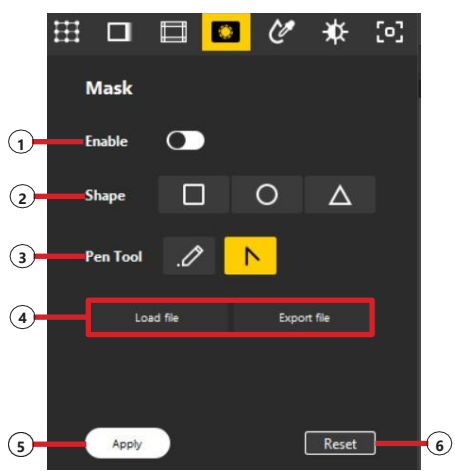 Mask
1 Enable
2 Shape
3 Pen Tool
4 Load file Export file
5 Apply Reset 6